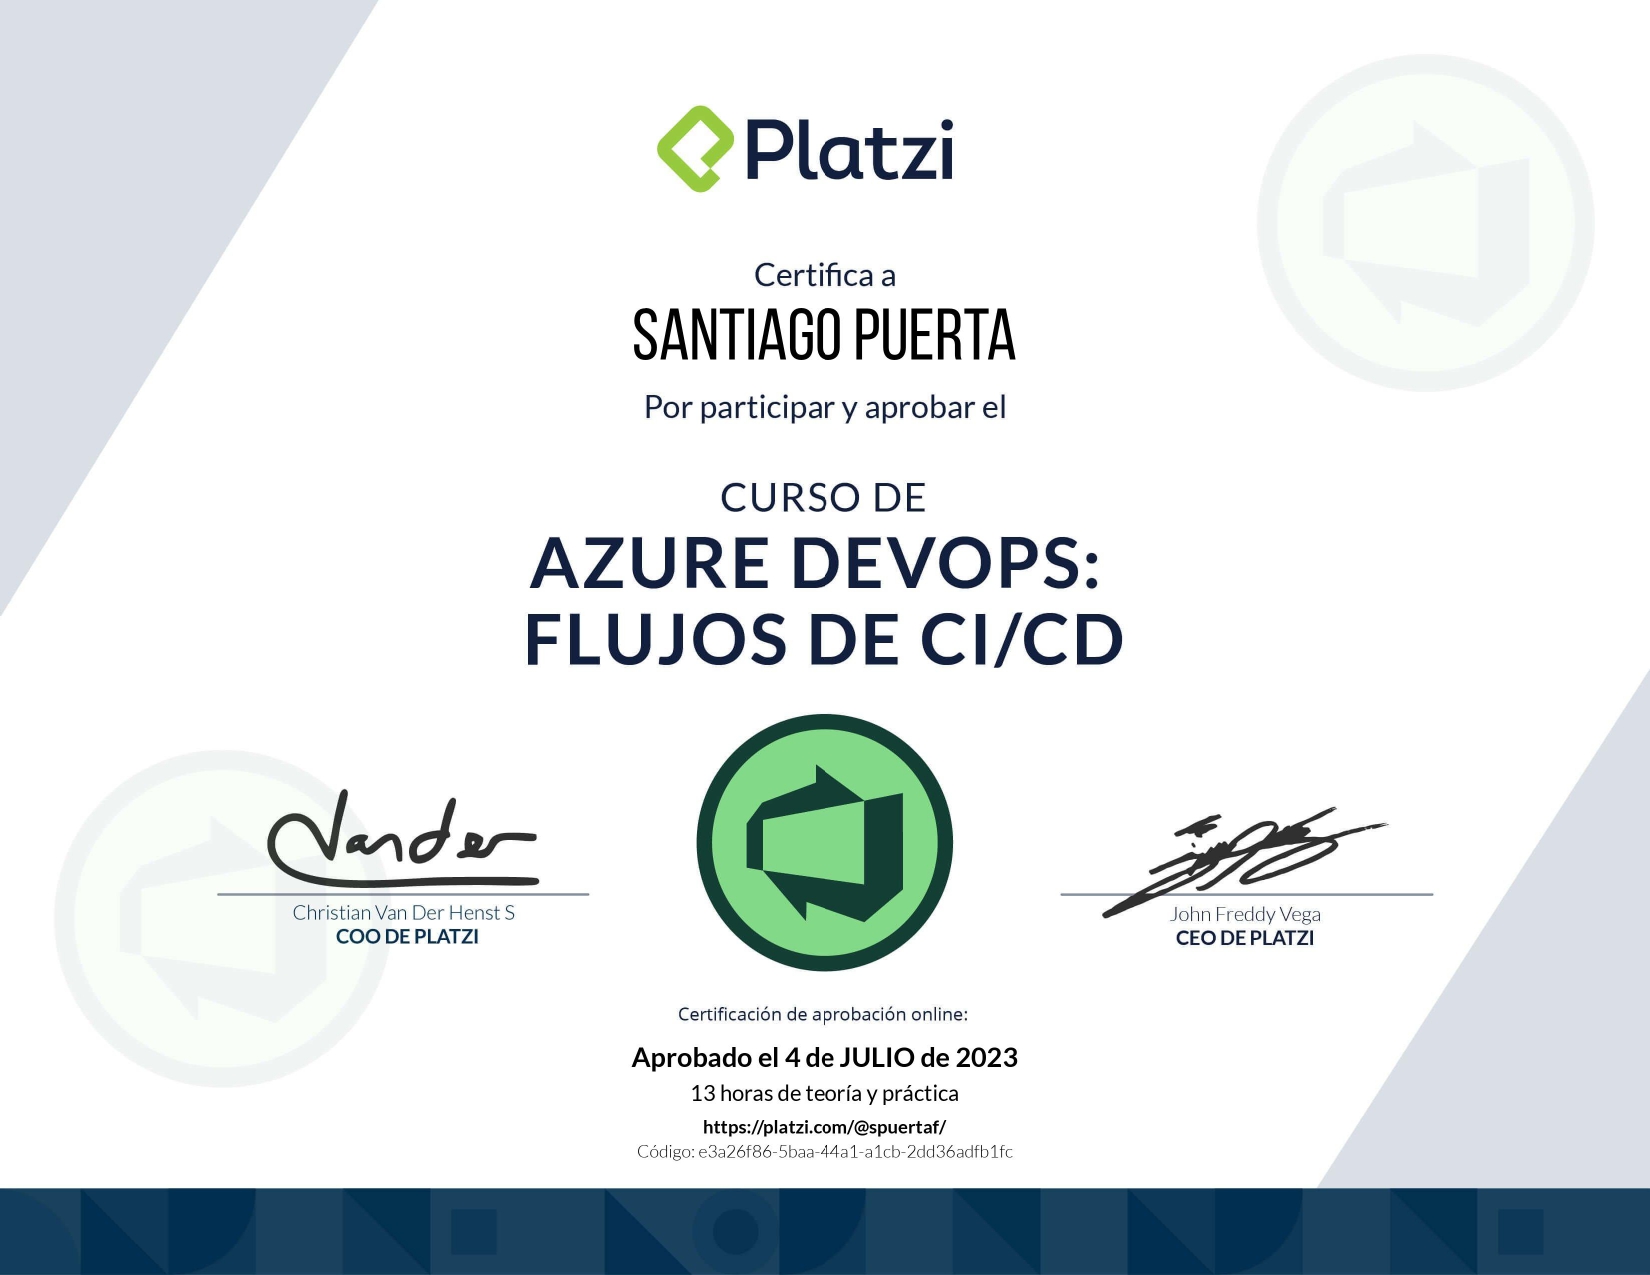 Platzi
Certifica a
SANTIAGO PUERTA
Por participar y aprobar el
CURSO DE
AZURE DEVOPS:
FLUJOS DE CI/CD
Vander
Christian Van Der Henst S
COO DE PLATZI
John Freddy Vega
CEO DE PLATZI
Certificación de aprobación online:
Aprobado el 4 de JULIO de 2023
13 horas de teoría y práctica
https://platzi.com/@spuertaf/
Código: e3a26f86-5baa-44a1-a1cb-2dd36adfb1fc